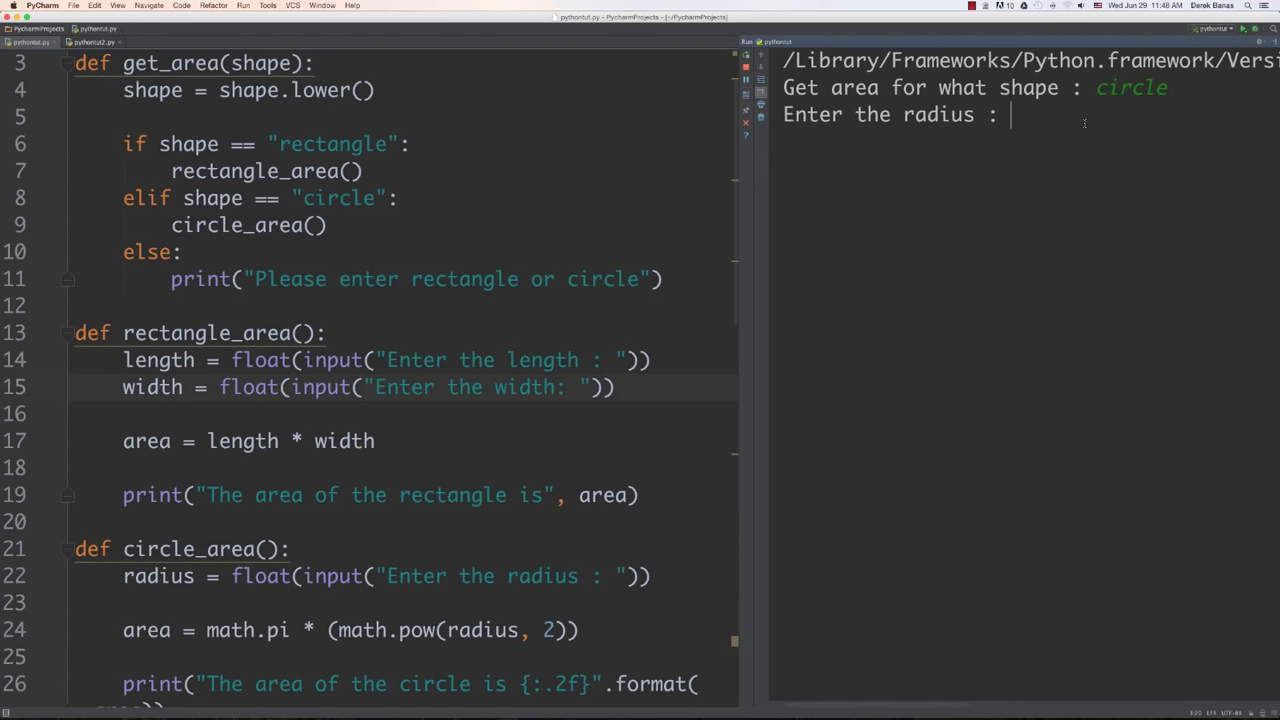 PyCharm File Edit View Navigate Code Refactor Run Tools VCS Window Help
10 Wed Jun 29 11:48 AM Derek Banas
pythontut.py - PycharmProjects - [~/PycharmProjects]
PycharmProjects pythontut.py
pythontut
pythontut.py pythontut2.py
Run pythontut
3 def get_area(shape):
4 shape = shape.lower()
5
6 if shape == "rectangle":
7 rectangle_area()
8 elif shape == "circle":
9 circle_area()
10 else:
11 print("Please enter rectangle or circle")
12
13 def rectangle_area():
14 length = float(input("Enter the length : "))
15 width = float(input("Enter the width: "))
16
17 area = length * width
18
19 print("The area of the rectangle is", area)
20
21 def circle_area():
22 radius = float(input("Enter the radius : "))
23
24 area = math.pi * (math.pow(radius, 2))
25
26 print("The area of the circle is {:.2f}".format(
/Library/Frameworks/Python.framework/Versi
Get area for what shape : circle
Enter the radius :
UTF-8